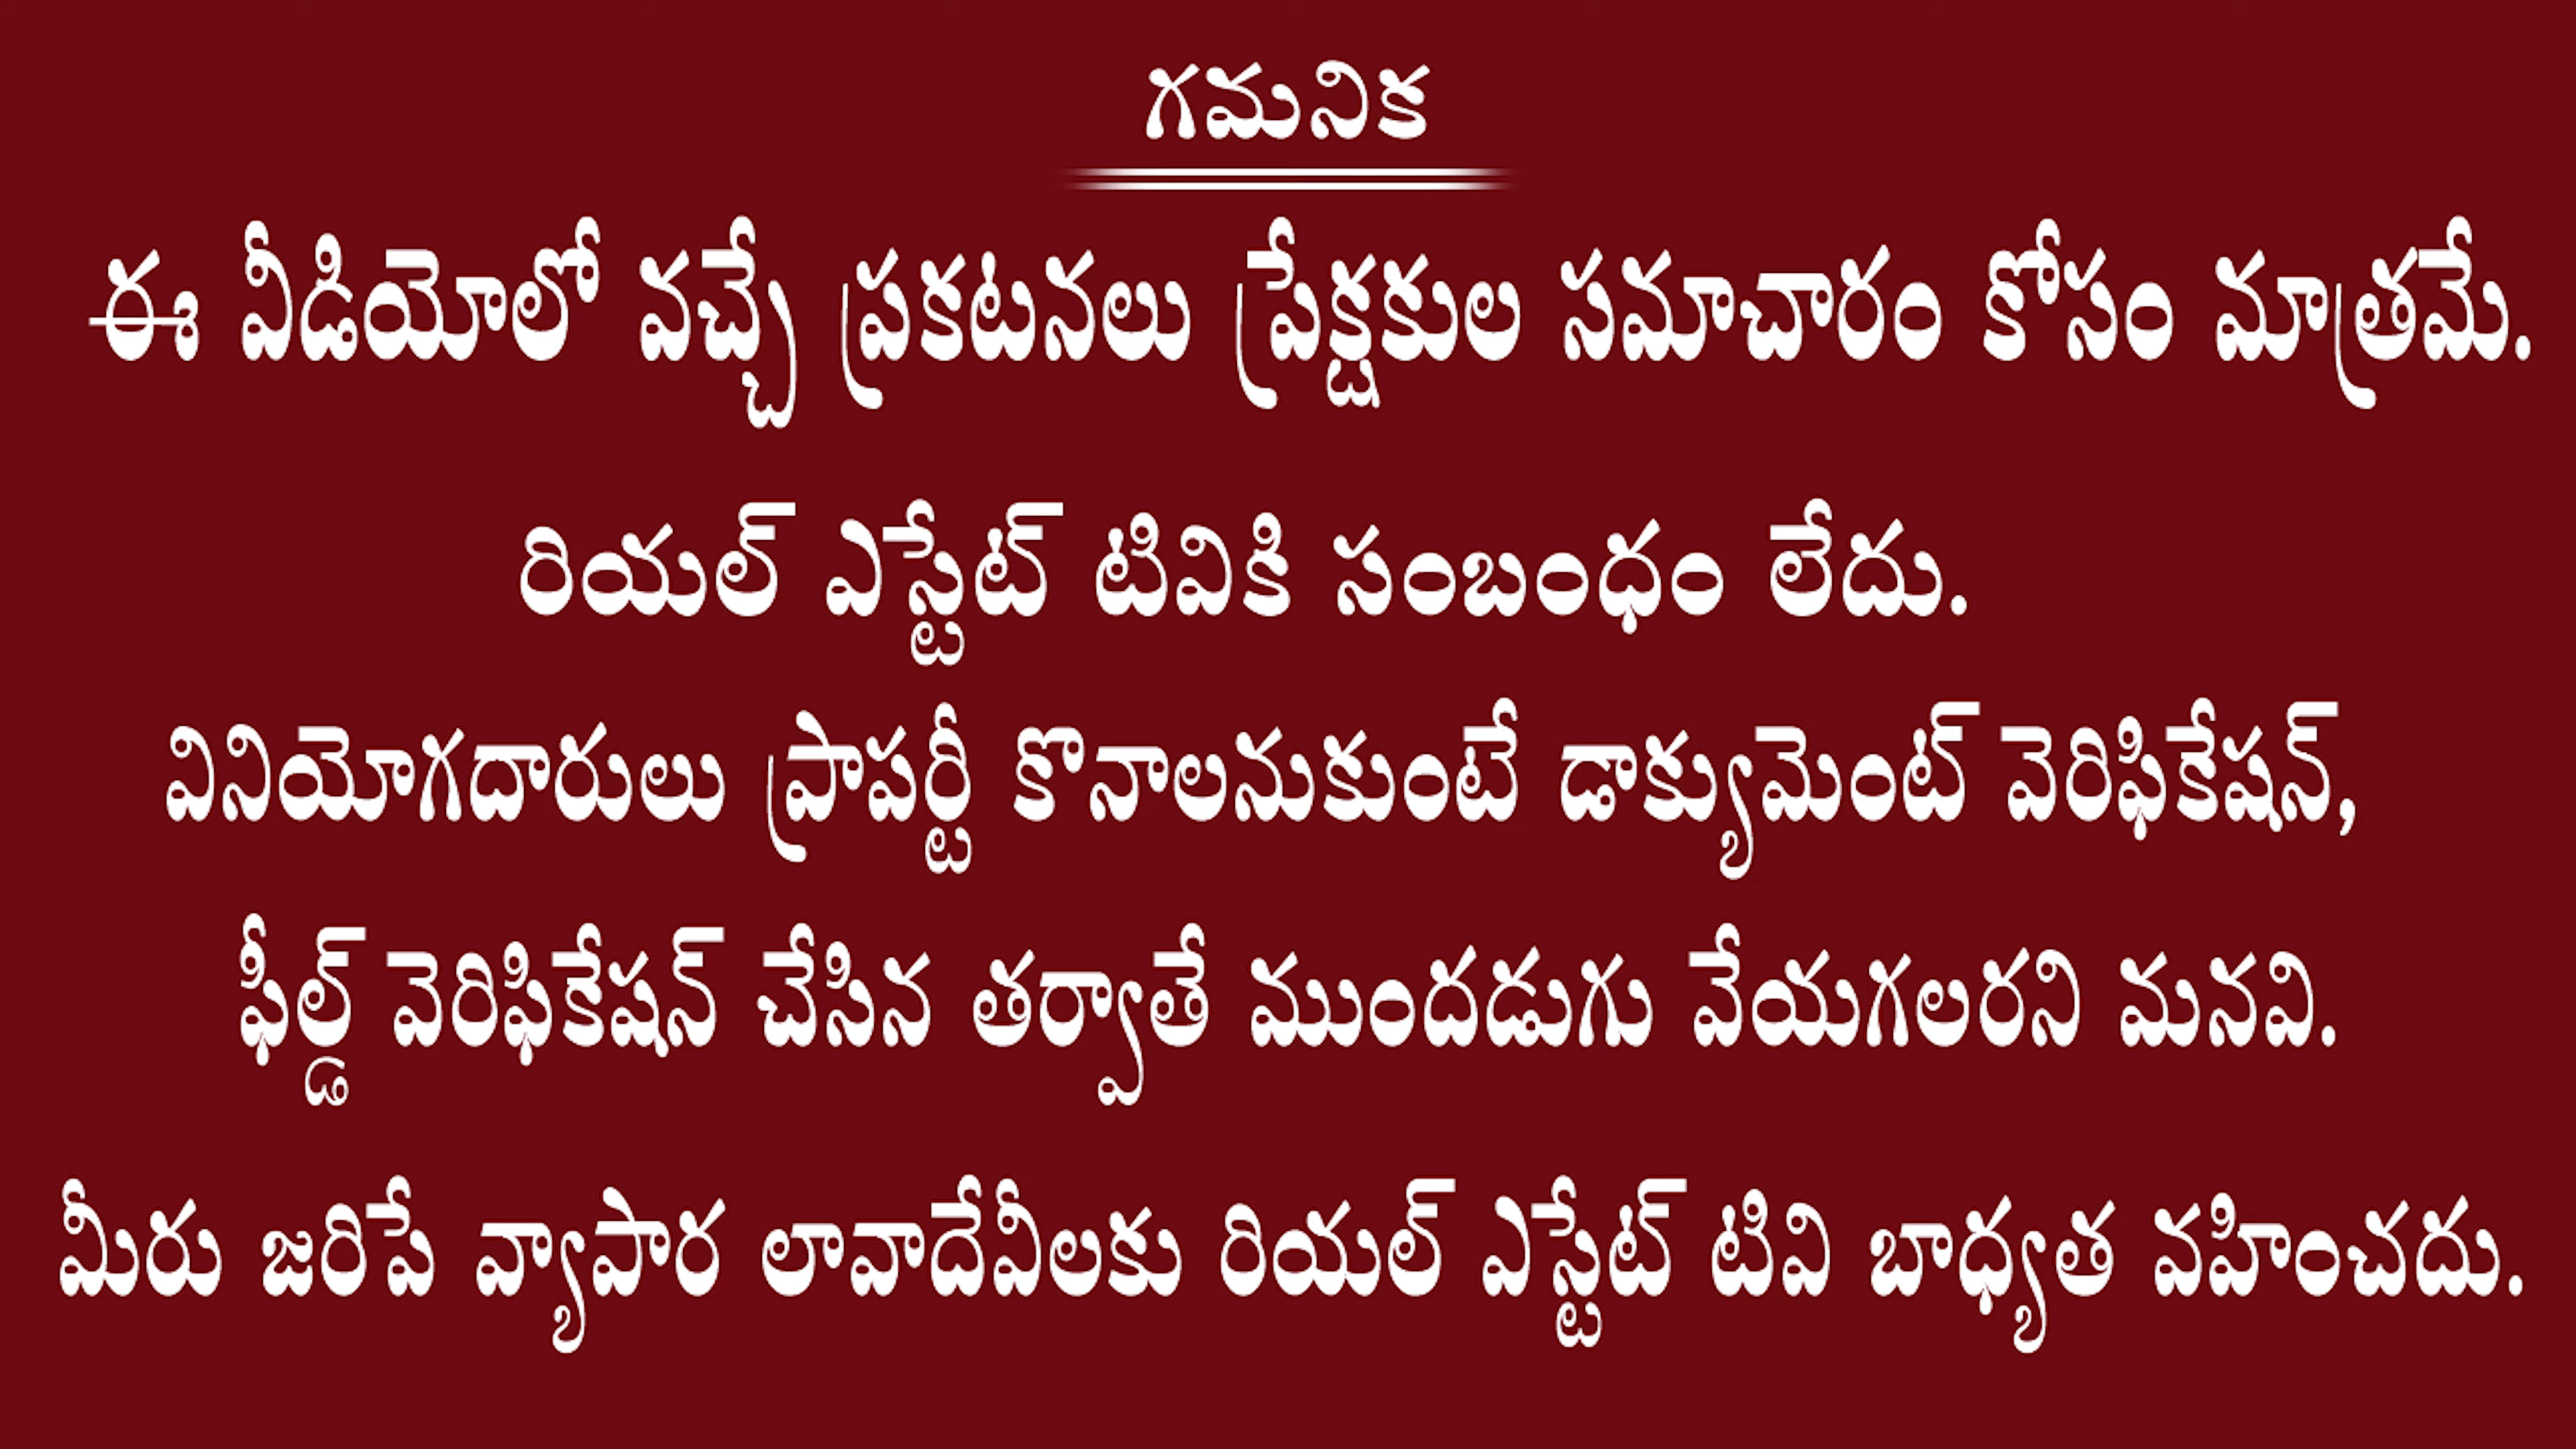 గమనిక
ఈ వీడియోలో వచ్చే ప్రకటనలు ప్రేక్షకుల సమాచారం కోసం మాత్రమే.
రియల్ ఎస్టేట్ టివికి సంబంధం లేదు.
వినియోగదారులు ప్రాపర్టీ కొనాలనుకుంటే డాక్యుమెంట్ వెరిఫికేషన్,
ఫీల్డ్ వెరిఫికేషన్ చేసిన తర్వాతే ముందడుగు వేయగలరని మనవి.
మీరు జరిపే వ్యాపార లావాదేవీలకు రియల్ ఎస్టేట్ టివి బాధ్యత వహించదు.